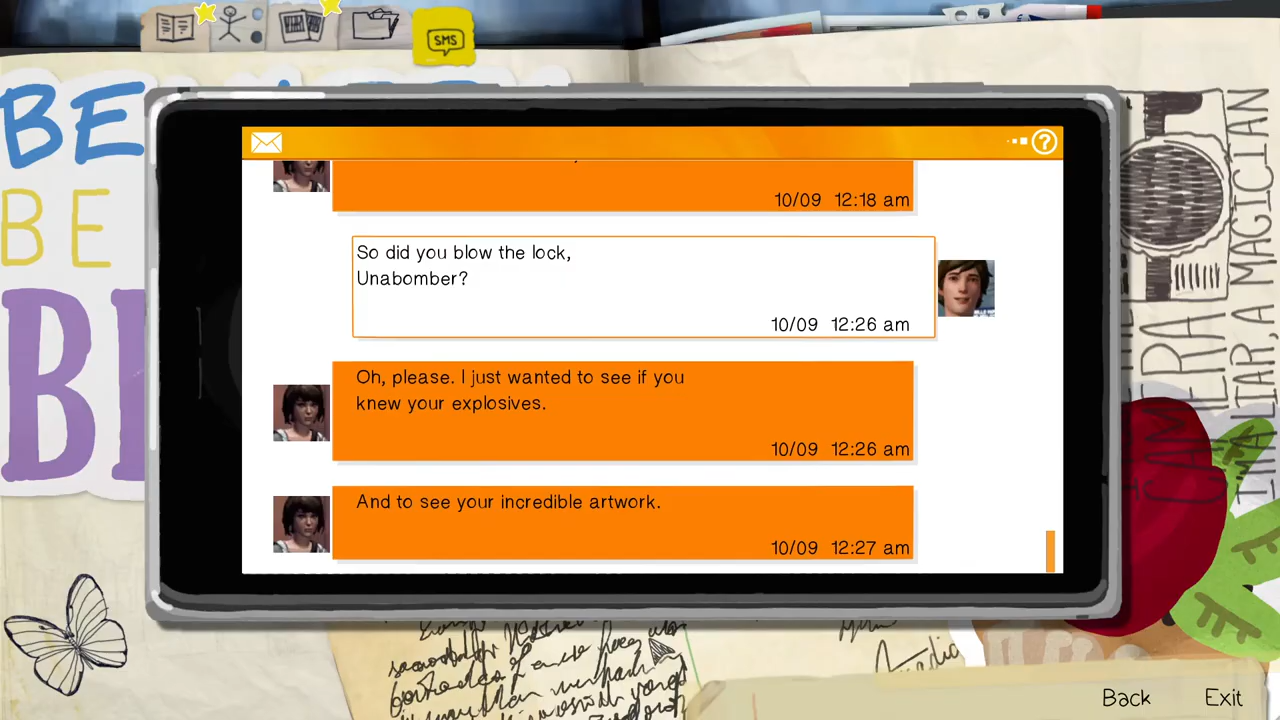 SMS
BE
BE
10/09 12:18 am
So did you blow the lock,
Unabomber?
10/09 12:26 am
Oh, please. I just wanted to see if you
knew your explosives.
10/09 12:26 am
And to see your incredible artwork.
10/09 12:27 am
I'M A LIAR, A MAGICIAN
Back
Exit